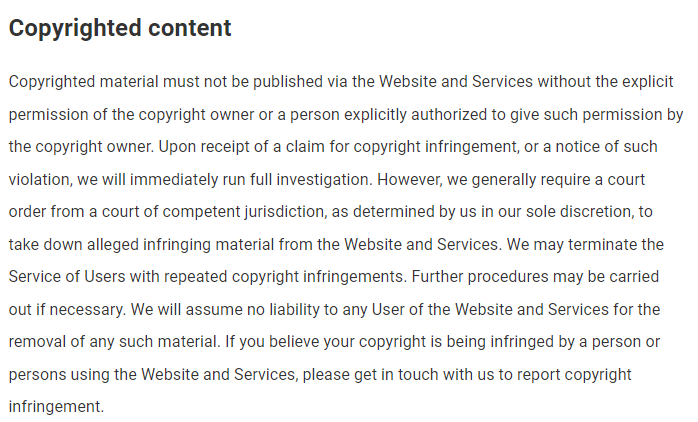 Copyrighted content
Copyrighted material must not be published via the Website and Services without the explicit
permission of the copyright owner or a person explicitly authorized to give such permission by
the copyright owner. Upon receipt of a claim for copyright infringement, or a notice of such
violation, we will immediately run full investigation. However, we generally require a court
order from a court of competent jurisdiction, as determined by us in our sole discretion, to
take down alleged infringing material from the Website and Services. We may terminate the
Service of Users with repeated copyright infringements. Further procedures may be carried
out if necessary. We will assume no liability to any User of the Website and Services for the
removal of any such material. If you believe your copyright is being infringed by a person or
persons using the Website and Services, please get in touch with us to report copyright
infringement.